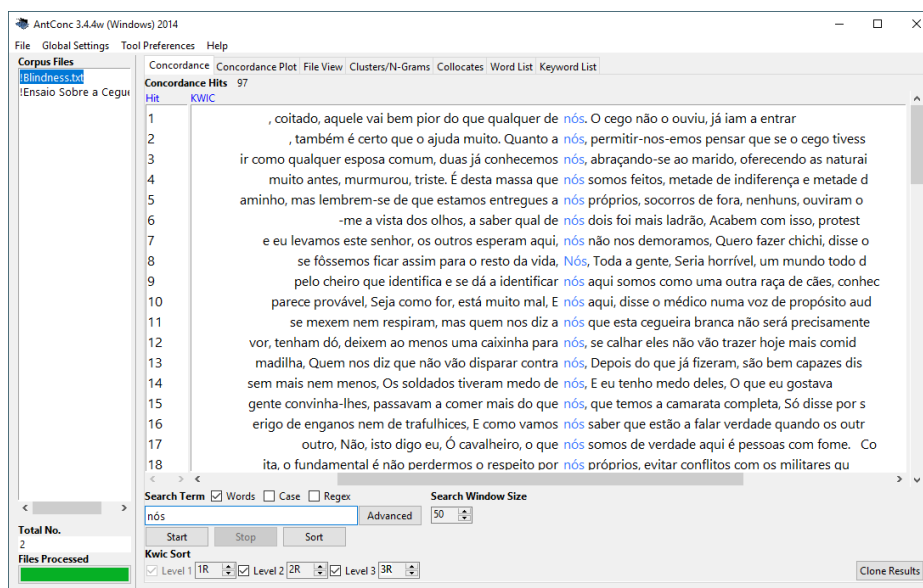 AntConc 3.4.4w (Windows) 2014
File Global Settings Tool Preferences Help
Corpus Files
!Blindness.txt
!Ensaio Sobre a Cegue
Concordance Concordance Plot File View Clusters/N-Grams Collocates Word List Keyword List
Concordance Hits 97
Hit KWIC
1 , coitado, aquele vai bem pior do que qualquer de nós. O cego não o ouviu, já iam a entrar
2 , também é certo que o ajuda muito. Quanto a nós, permitir-nos-emos pensar que se o cego tivess
3 ir como qualquer esposa comum, duas já conhecemos nós, abraçando-se ao marido, oferecendo as naturai
4 muito antes, murmurou, triste. É desta massa que nós somos feitos, metade de indiferença e metade d
5 aminho, mas lembrem-se de que estamos entregues a nós próprios, socorros de fora, nenhuns, ouviram o
6 -me a vista dos olhos, a saber qual de nós dois foi mais ladrão, Acabem com isso, protest
7 e eu levamos este senhor, os outros esperam aqui, nós não nos demoramos, Quero fazer chichi, disse o
8 se fôssemos ficar assim para o resto da vida, Nós, Toda a gente, Seria horrível, um mundo todo d
9 pelo cheiro que identifica e se dá a identificar nós aqui somos como uma outra raça de cães, conhec
10 parece provável, Seja como for, está muito mal, E nós aqui, disse o médico numa voz de propósito aud
11 se mexem nem respiram, mas quem nos diz a nós que esta cegueira branca não será precisamente
12 vor, tenham dó, deixem ao menos uma caixinha para nós, se calhar eles não vão trazer hoje mais comid
13 madilha, Quem nos diz que não vão disparar contra nós, Depois do que já fizeram, são bem capazes dis
14 sem mais nem menos, Os soldados tiveram medo de nós, E eu tenho medo deles, O que eu gostava
15 gente convinha-lhes, passavam a comer mais do que nós, que temos a camarata completa, Só disse por s
16 erigo de enganos nem de trafulhices, E como vamos nós saber que estão a falar verdade quando os outr
17 outro, Não, isto digo eu, Ó cavalheiro, o que nós somos de verdade aqui é pessoas com fome. Co
18 ita, o fundamental é não perdermos o respeito por nós próprios, evitar conflitos com os militares qu
Search Term Words Case Regex Search Window Size
nós Advanced 50
Start Stop Sort
Total No.
2
Files Processed
Kwic Sort
Level 1 1R Level 2 2R Level 3 3R Clone Results